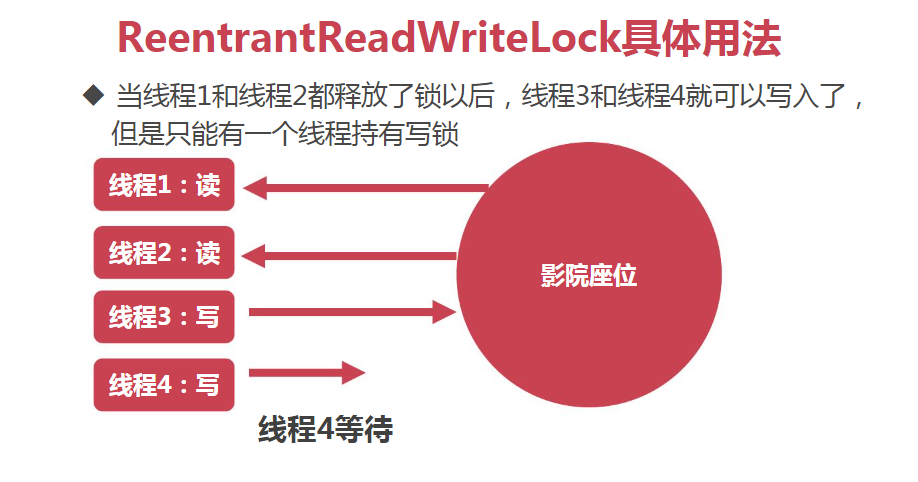 ReentrantReadWriteLock具体用法
◆ 当线程1和线程2都释放了锁以后，线程3和线程4就可以写入了，
但是只能有一个线程持有写锁
线程1：读
线程2：读
影院座位
线程3：写
线程4：写
线程4等待